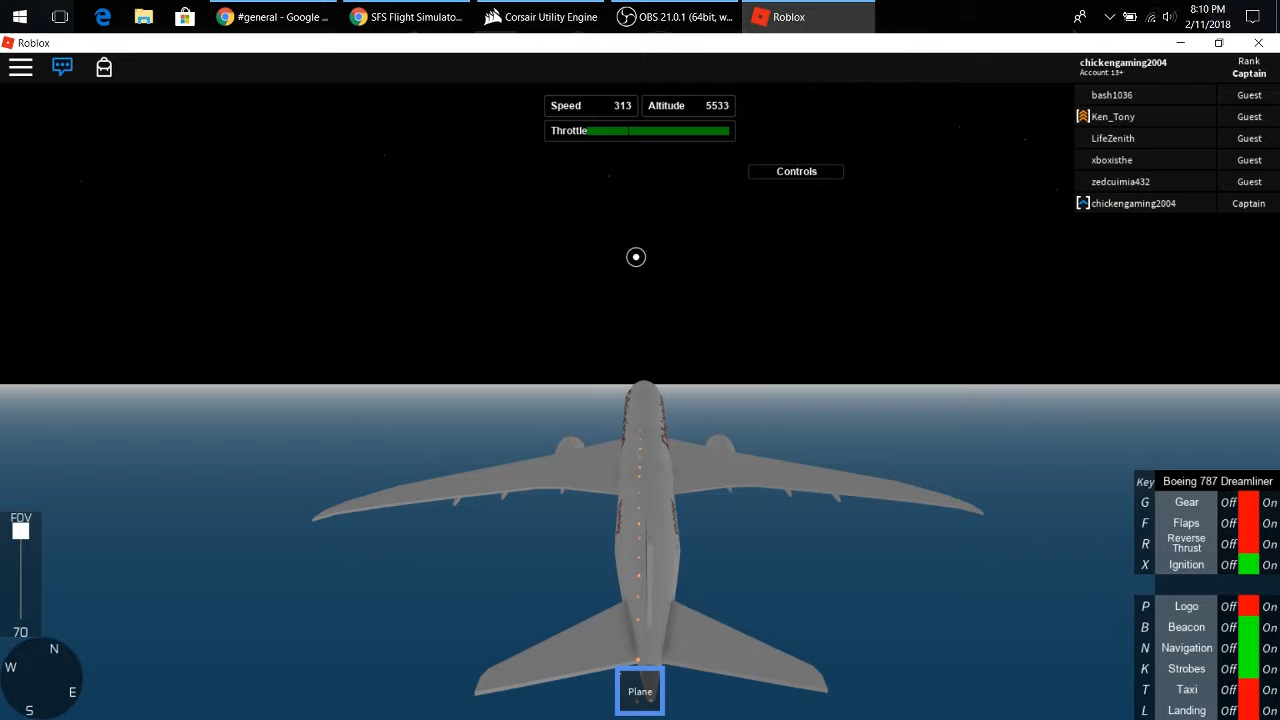 #general - Google ...
SFS Flight Simulato...
Corsair Utility Engine
OBS 21.0.1 (64bit, w...
Roblox
8:10 PM
2/11/2018
Roblox
chickengaming2004
Account: 13+
Rank
Captain
bash1036 Guest
Ken_Tony Guest
LifeZenith Guest
xboxisthe Guest
zedcuimia432 Guest
chickengaming2004 Captain
Speed 313 Altitude 5533
Throttle
Controls
Key Boeing 787 Dreamliner
G Gear Off On
F Flaps Off On
R Reverse Thrust Off On
X Ignition Off On
P Logo Off On
B Beacon Off On
N Navigation Off On
K Strobes Off On
T Taxi Off On
L Landing Off On
FOV
70
N
W
E
S
Plane